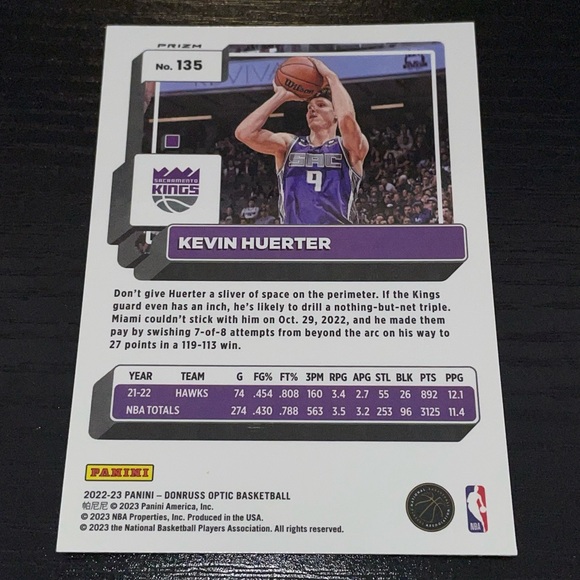 PRIZM
No. 135
Wilson
SAC
9
SACRAMENTO
KINGS
KEVIN HUERTER
Don't give Huerter a sliver of space on the perimeter. If the Kings
guard even has an inch, he's likely to drill a nothing-but-net triple.
Miami couldn't stick with him on Oct. 29, 2022, and he made them
pay by swishing 7-of-8 attempts from beyond the arc on his way to
27 points in a 119-113 win.
YEAR TEAM G FG% FT% 3PM RPG APG STL BLK PTS PPG
21-22 HAWKS 74 .454 .808 160 3.4 2.7 55 26 892 12.1
NBA TOTALS 274 .430 .788 563 3.5 3.2 253 96 3125 11.4
PANINI
2022-23 PANINI – DONRUSS OPTIC BASKETBALL
帕尼尼 © 2023 Panini America, Inc.
© 2023 NBA Properties, Inc. Produced in the USA.
© 2023 the National Basketball Players Association. All rights reserved.
NBA